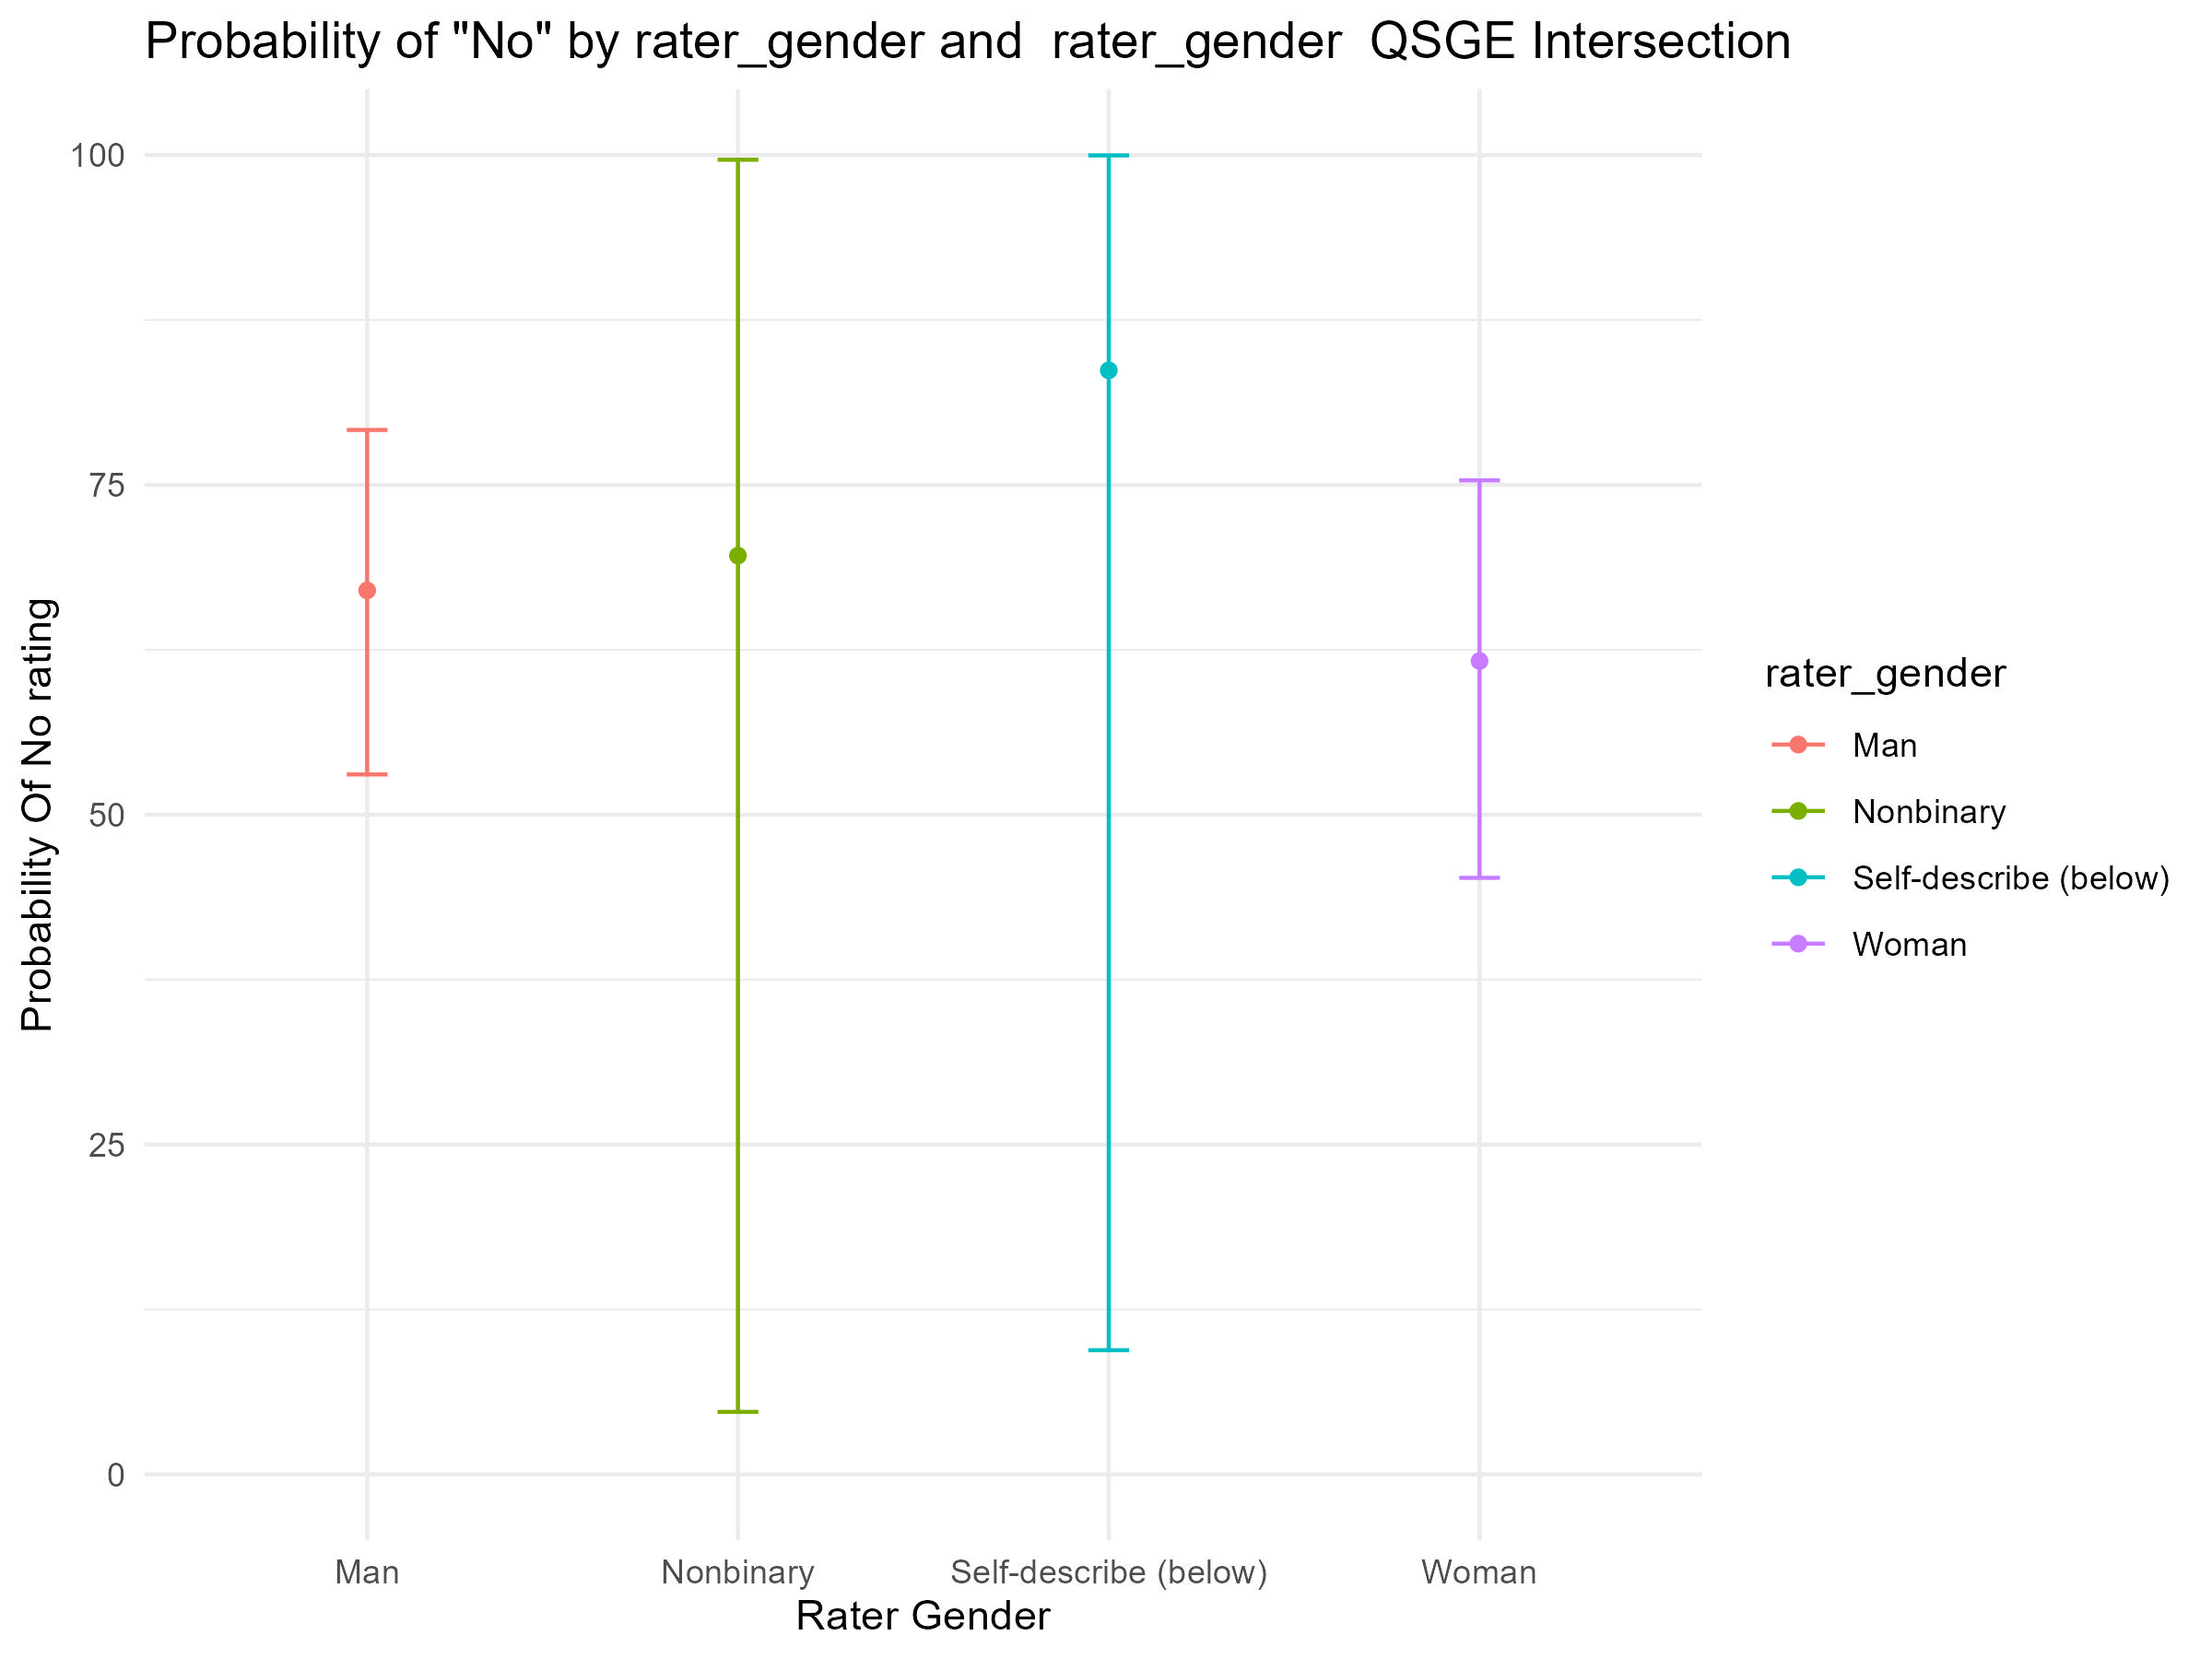 Probability of "No" by rater_gender and  rater_gender  QSGE Intersection
Probability Of No rating
100
75
50
25
0
Man
Nonbinary
Self-describe (below)
Woman
Rater Gender
rater_gender
Man
Nonbinary
Self-describe (below)
Woman